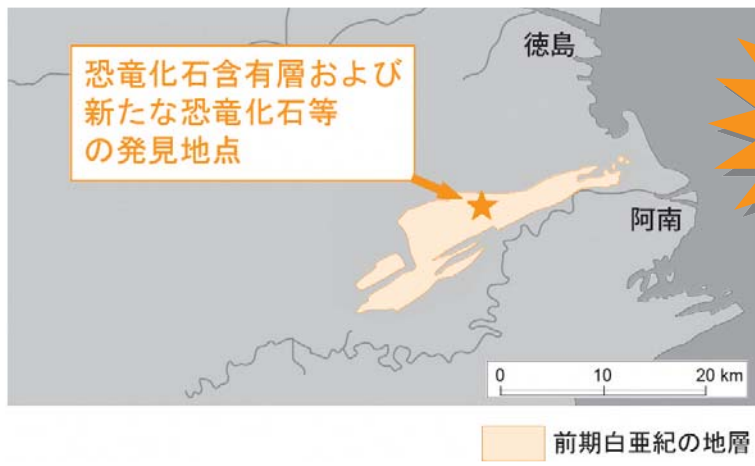 徳島
恐竜化石含有層および
新たな恐竜化石等
の発見地点
阿南
0 10 20 km
前期白亜紀の地層